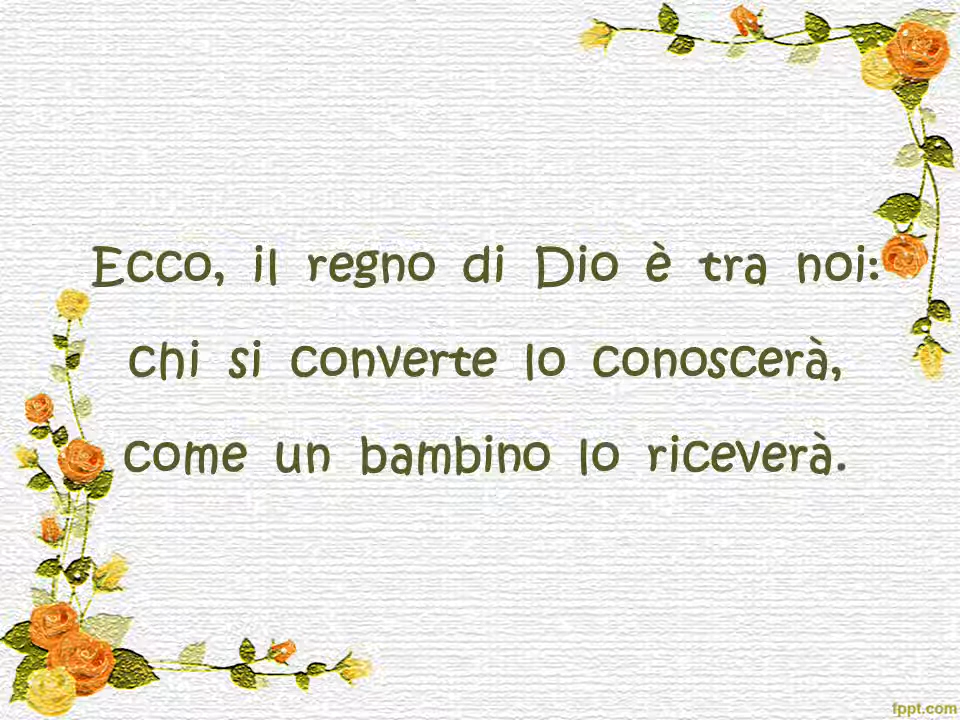 Ecco, il regno di Dio è tra noi:
chi si converte lo conoscerà,
come un bambino lo riceverà.
fppt.com